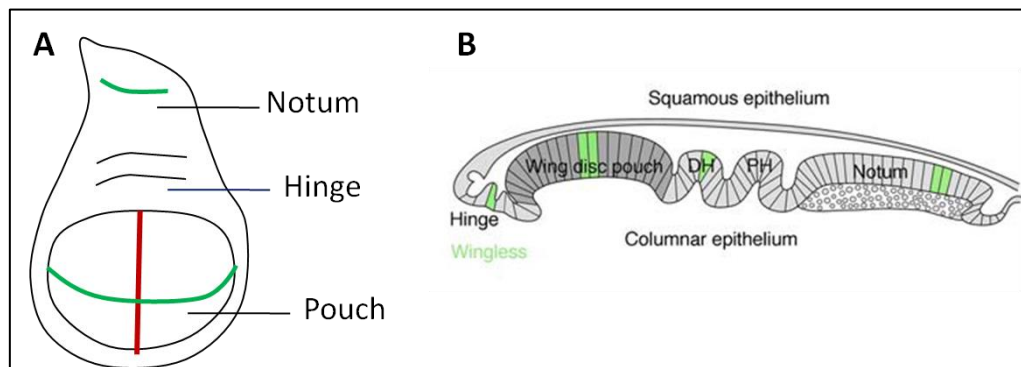 A
Notum
Hinge
Pouch
B
Squamous epithelium
Wing disc pouch DH PH Notum
Hinge
Columnar epithelium
Wingless